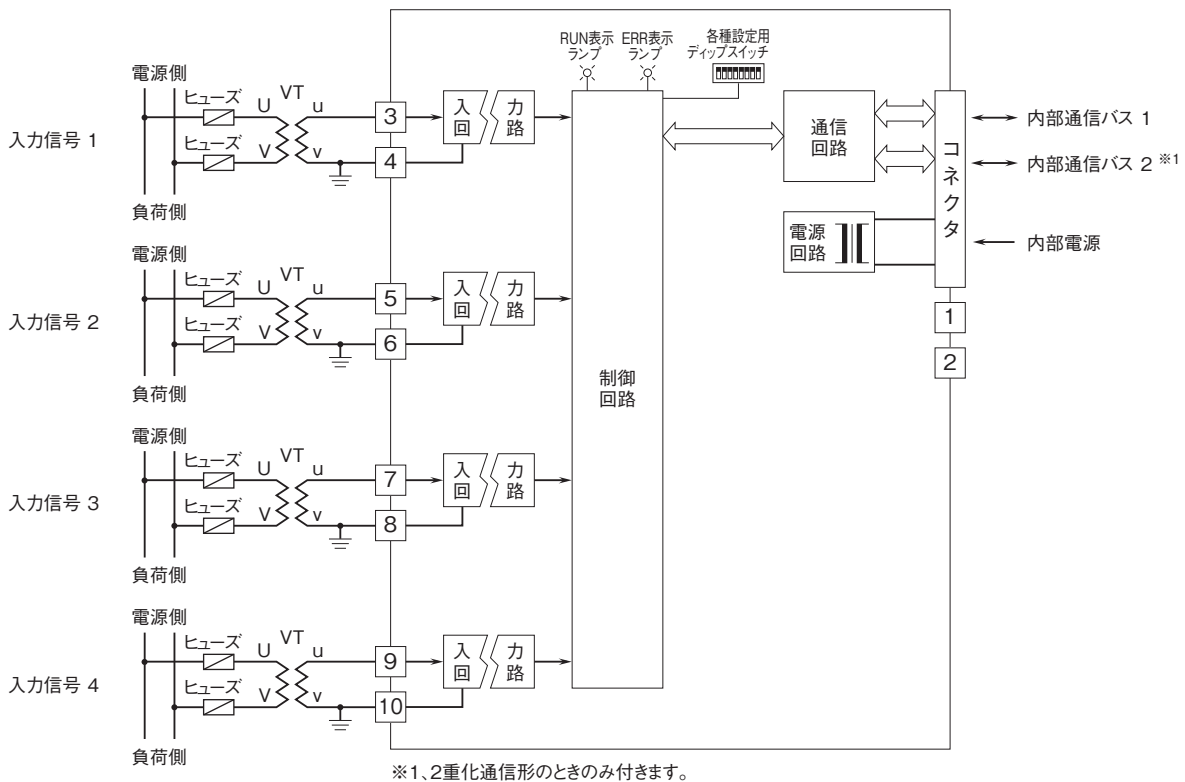 RUN表示
ランプ
ERR表示
ランプ
各種設定用
ディップスイッチ
入力信号 1
電源側
負荷側
ヒューズ
ヒューズ
U
V
VT
u
v
3
4
入力
回路
入力信号 2
電源側
負荷側
ヒューズ
ヒューズ
U
V
VT
u
v
5
6
入力
回路
入力信号 3
電源側
負荷側
ヒューズ
ヒューズ
U
V
VT
u
v
7
8
入力
回路
入力信号 4
電源側
負荷側
ヒューズ
ヒューズ
U
V
VT
u
v
9
10
入力
回路
制御
回路
通信
回路
電源
回路
コネクタ
内部通信バス 1
内部通信バス 2 ※1
内部電源
1
2
※1、2重化通信形のときのみ付きます。